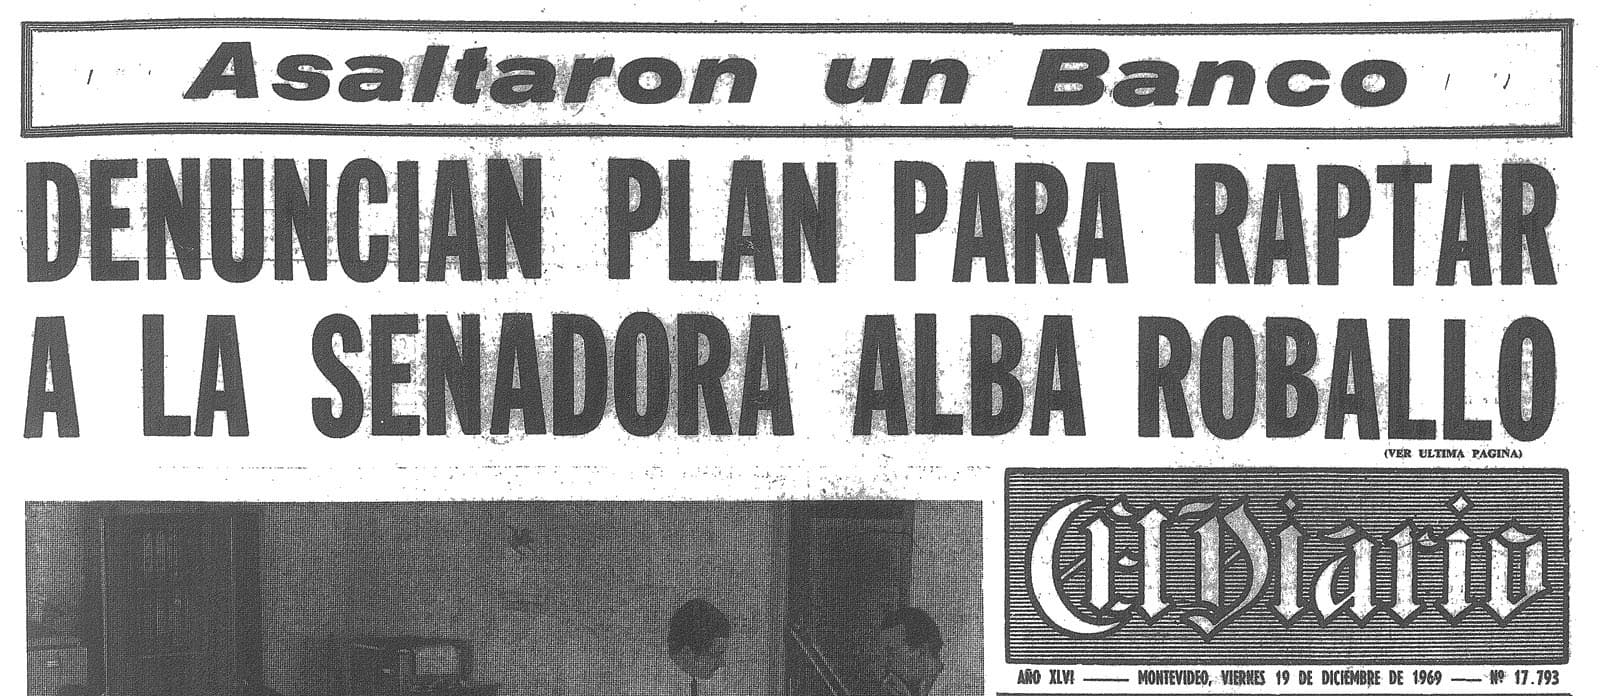 Asaltaron un Banco
DENUNCIAN PLAN PARA RAPTAR
A LA SENADORA ALBA ROBALLO
(VER ULTIMA PAGINA)
El Diario
AÑO XLVI — MONTEVIDEO, VIERNES 19 DE DICIEMBRE DE 1969 — Nº 17.793